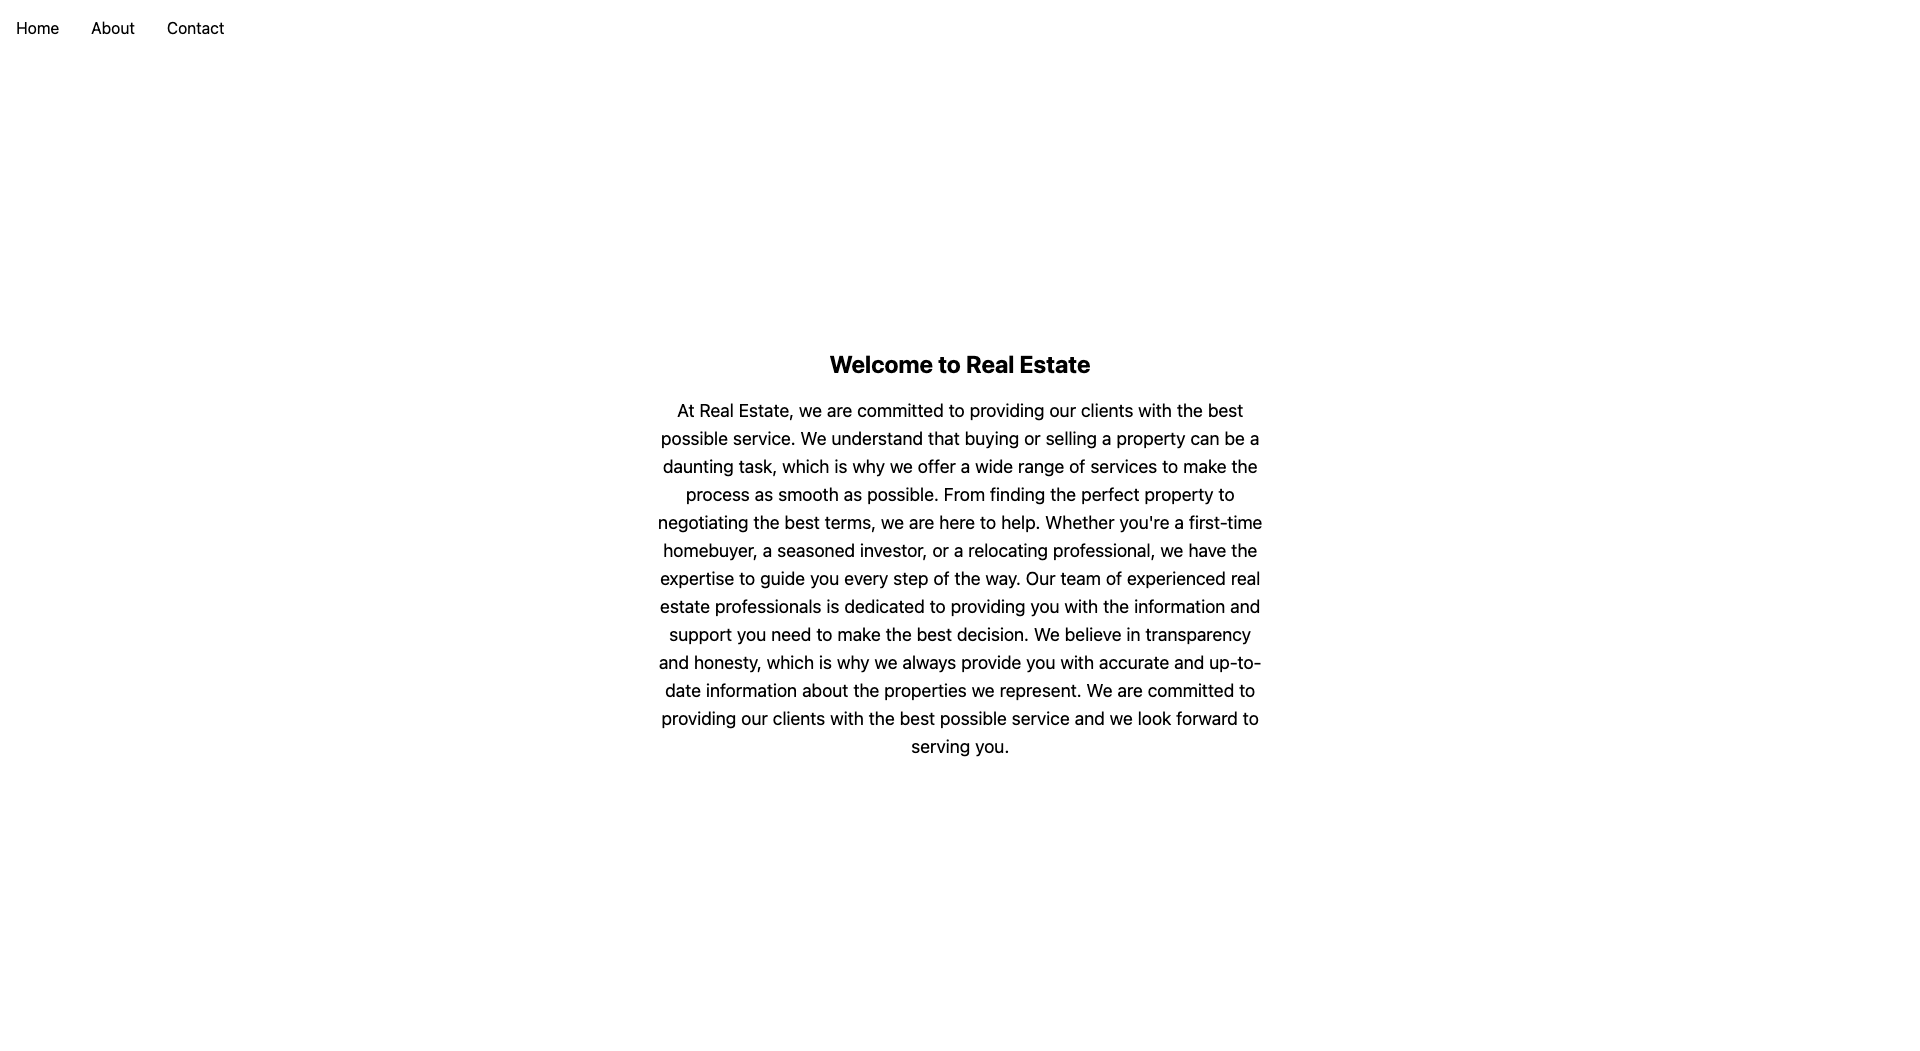 Home About Contact
Welcome to Real Estate
At Real Estate, we are committed to providing our clients with the best
possible service. We understand that buying or selling a property can be a
daunting task, which is why we offer a wide range of services to make the
process as smooth as possible. From finding the perfect property to
negotiating the best terms, we are here to help. Whether you're a first-time
homebuyer, a seasoned investor, or a relocating professional, we have the
expertise to guide you every step of the way. Our team of experienced real
estate professionals is dedicated to providing you with the information and
support you need to make the best decision. We believe in transparency
and honesty, which is why we always provide you with accurate and up-to-
date information about the properties we represent. We are committed to
providing our clients with the best possible service and we look forward to
serving you.